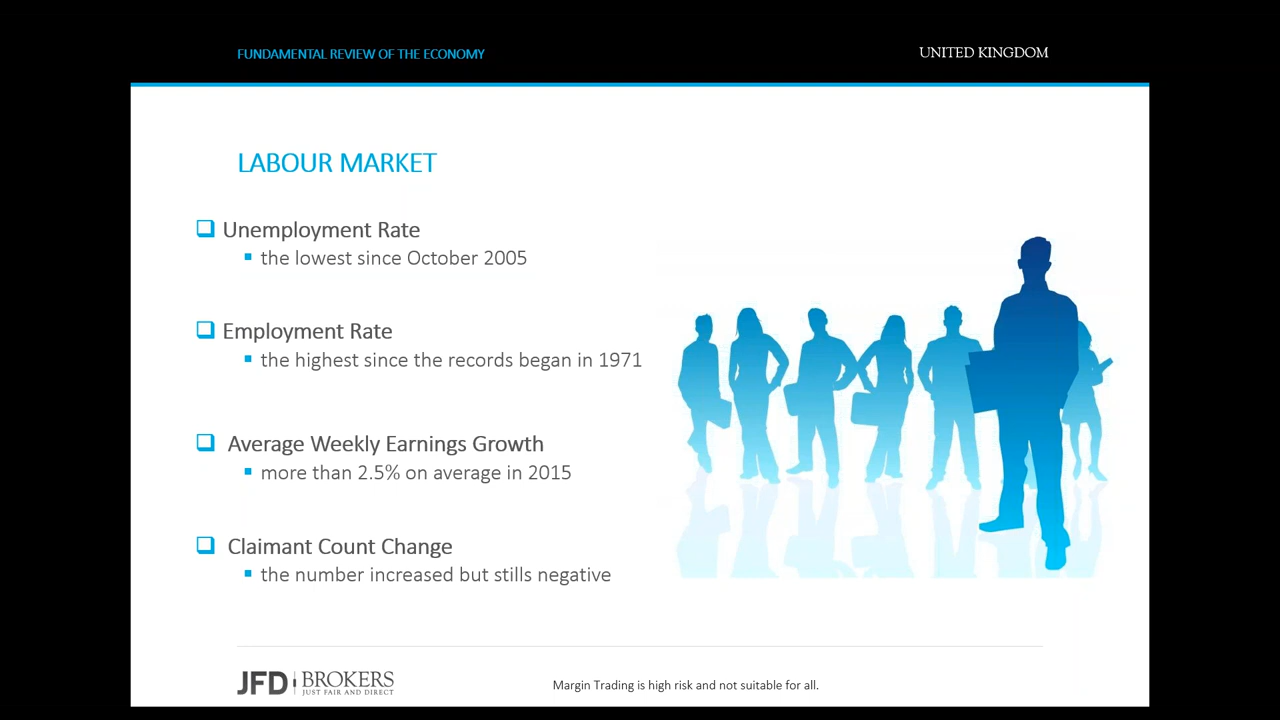 FUNDAMENTAL REVIEW OF THE ECONOMY
UNITED KINGDOM
LABOUR MARKET
Unemployment Rate
the lowest since October 2005
Employment Rate
the highest since the records began in 1971
Average Weekly Earnings Growth
more than 2.5% on average in 2015
Claimant Count Change
the number increased but stills negative
JFD BROKERS
JUST FAIR AND DIRECT
Margin Trading is high risk and not suitable for all.